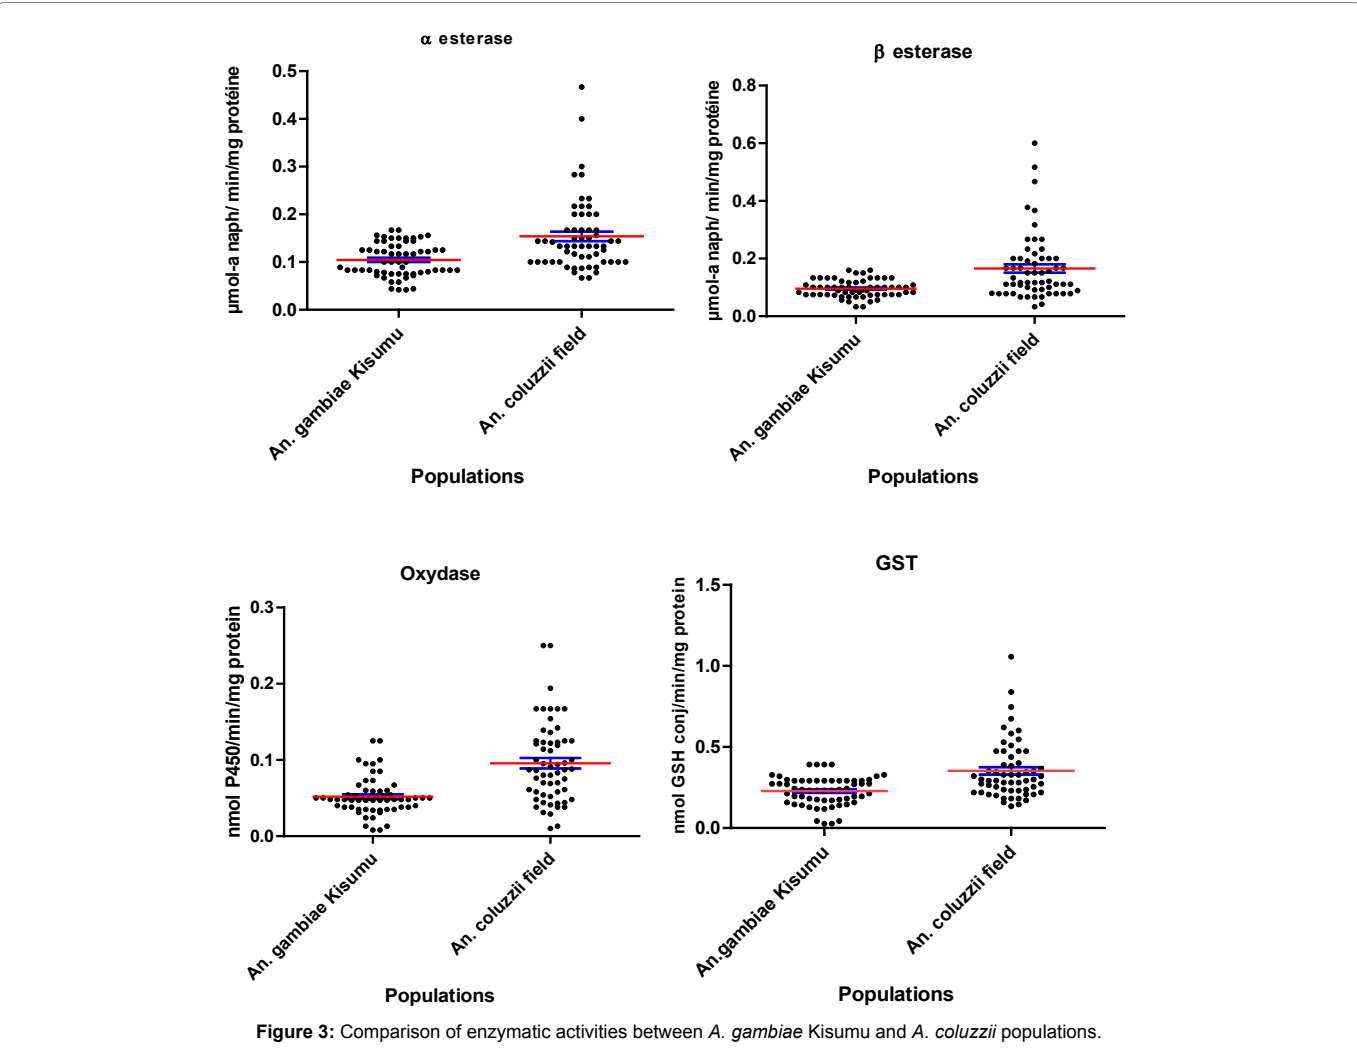 α esterase
µmol-a naph/ min/mg protéine
0.5
0.4
0.3
0.2
0.1
0.0
An. gambiae Kisumu
An. coluzzii field
Populations
β esterase
µmol-a naph/ min/mg protéine
0.8
0.6
0.4
0.2
0.0
An. gambiae Kisumu
An. coluzzii field
Populations
Oxydase
nmol P450/min/mg protein
0.3
0.2
0.1
0.0
An. gambiae Kisumu
An. coluzzii field
Populations
GST
nmol GSH conj/min/mg protein
1.5
1.0
0.5
0.0
An.gambiae Kisumu
An. coluzzii field
Populations
Figure 3: Comparison of enzymatic activities between A. gambiae Kisumu and A. coluzzii populations.